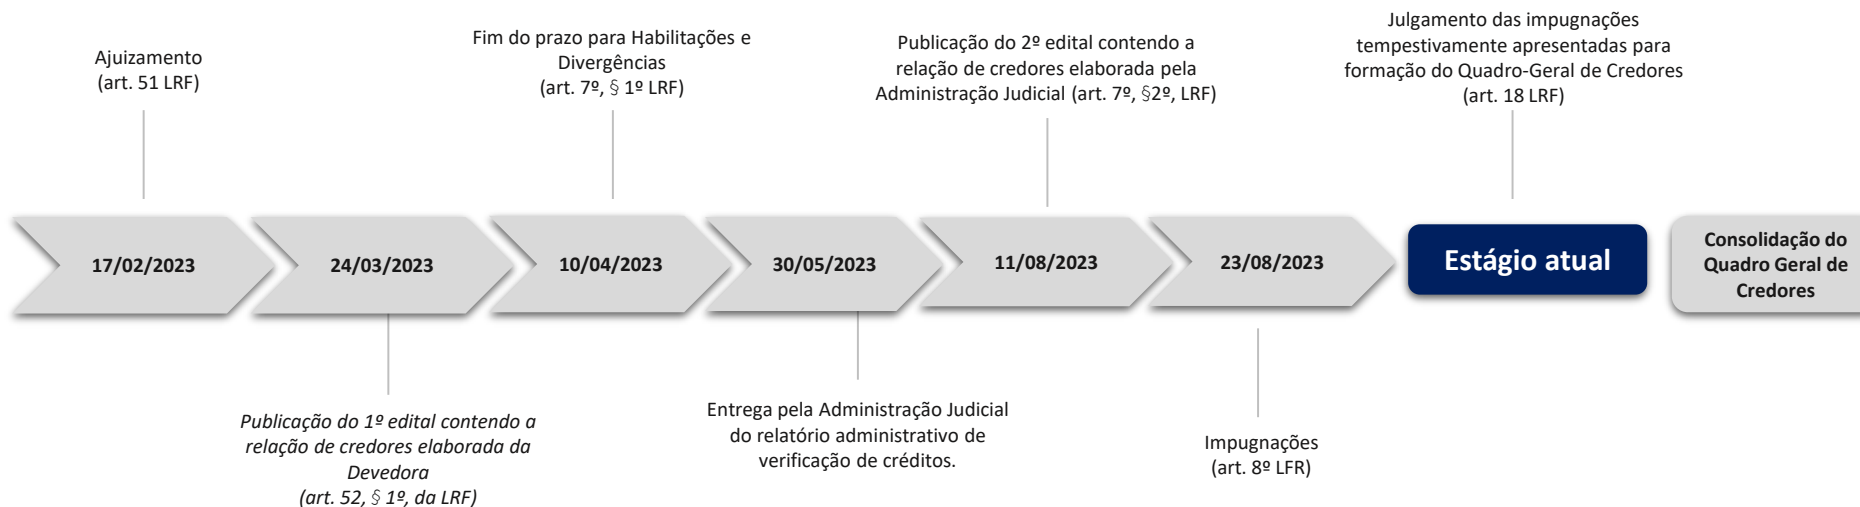 Ajuizamento
(art. 51 LRF)
Fim do prazo para Habilitações e
Divergências
(art. 7º, § 1º LRF)
Publicação do 2º edital contendo a
relação de credores elaborada pela
Administração Judicial (art. 7º, §2º, LRF)
Julgamento das impugnações
tempestivamente apresentadas para
formação do Quadro-Geral de Credores
(art. 18 LRF)
17/02/2023
24/03/2023
10/04/2023
30/05/2023
11/08/2023
23/08/2023
Estágio atual
Consolidação do
Quadro Geral de
Credores
Publicação do 1º edital contendo a
relação de credores elaborada da
Devedora
(art. 52, § 1º, da LRF)
Entrega pela Administração Judicial
do relatório administrativo de
verificação de créditos.
Impugnações
(art. 8º LFR)